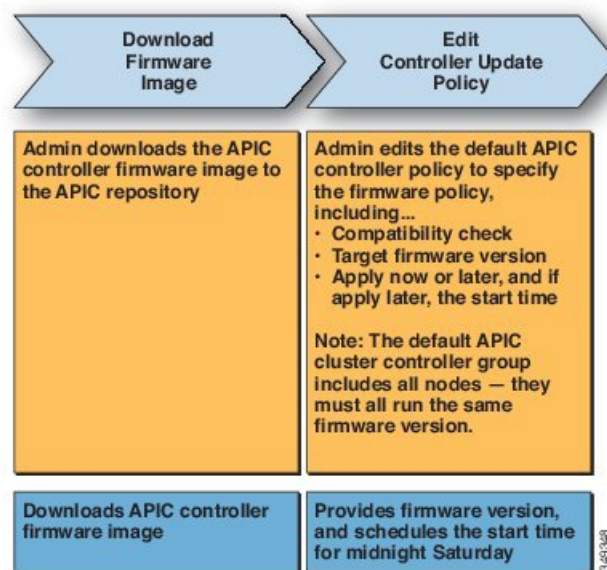 Download
Firmware
Image
Edit
Controller Update
Policy
Admin downloads the APIC
controller firmware image to
the APIC repository
Admin edits the default APIC
controller policy to specify
the firmware policy,
including...
• Compatibility check
• Target firmware version
• Apply now or later, and if
apply later, the start time
Note: The default APIC
cluster controller group
includes all nodes — they
must all run the same
firmware version.
Downloads APIC controller
firmware image
Provides firmware version,
and schedules the start time
for midnight Saturday
349348